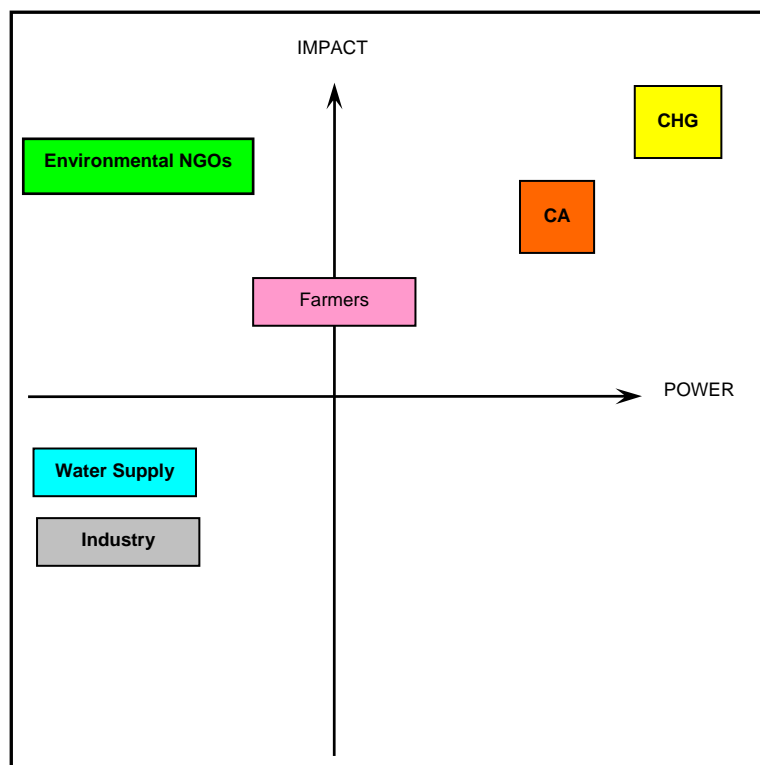 IMPACT
CHG
Environmental NGOs
CA
Farmers
POWER
Water Supply
Industry